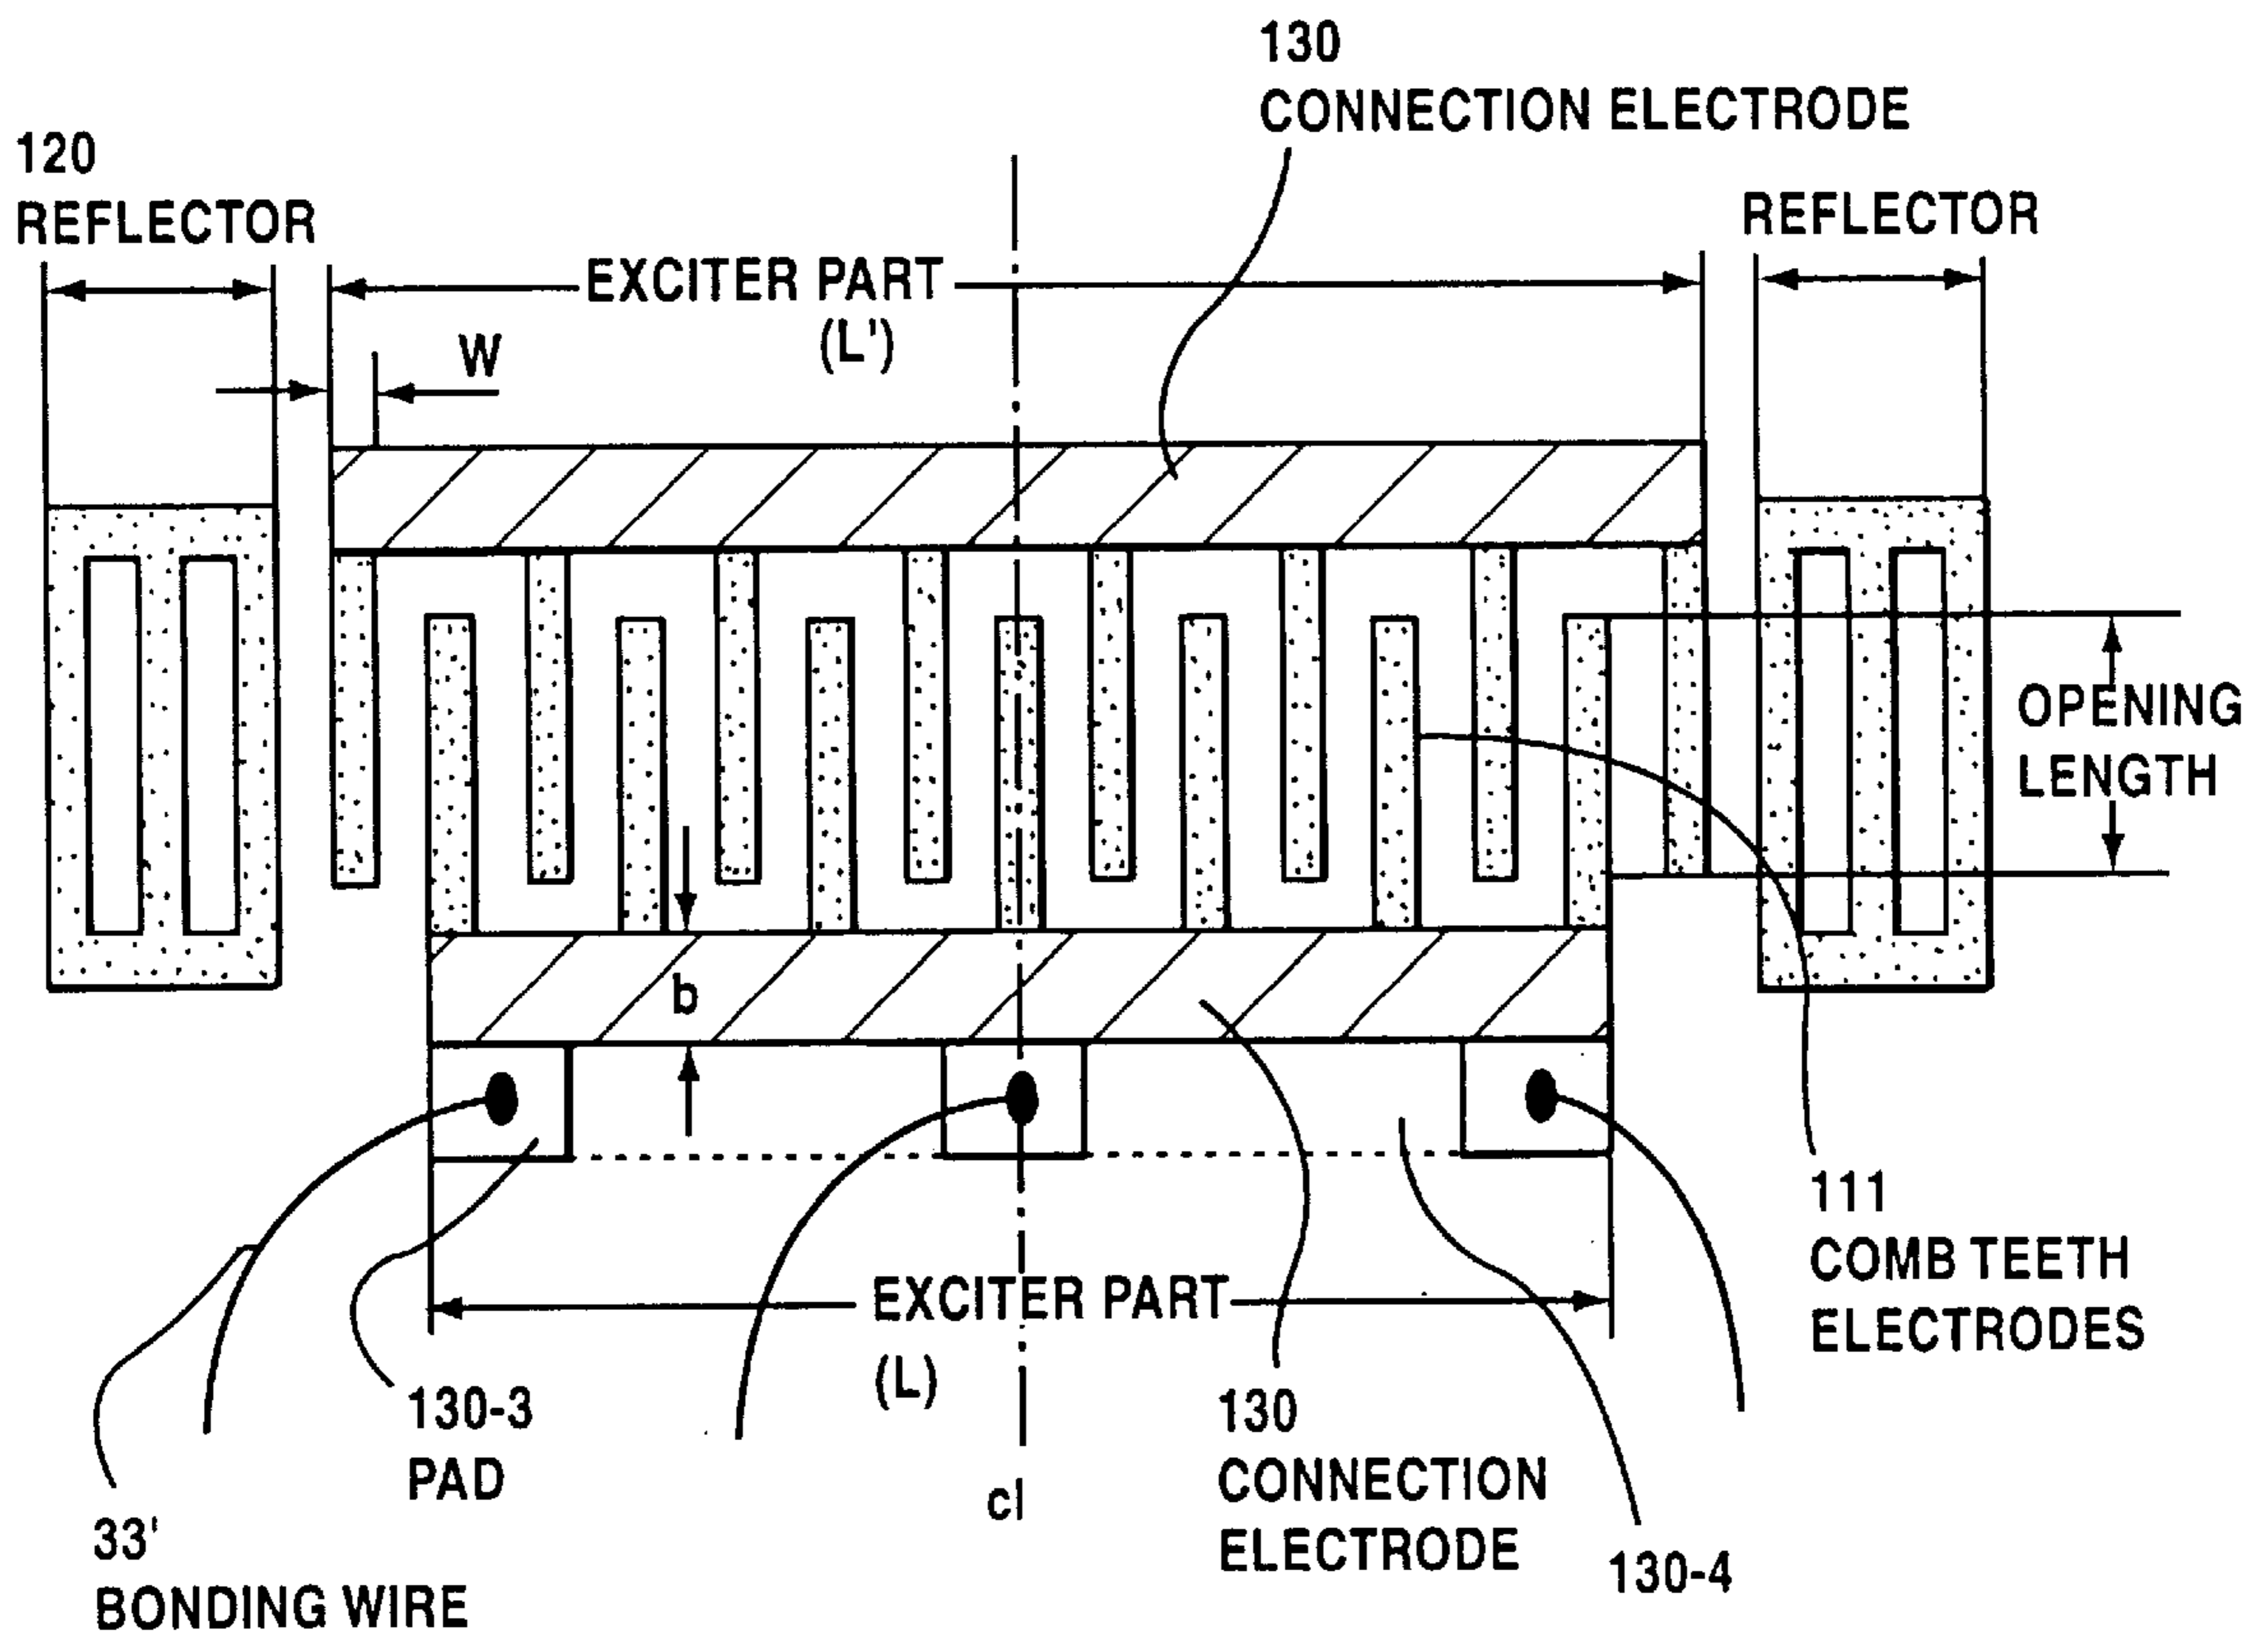 130
CONNECTION ELECTRODE
120
REFLECTOR
REFLECTOR
EXCITER PART
(L')
W
OPENING
LENGTH
b
111
COMB TEETH
ELECTRODES
EXCITER PART
(L)
130-3
PAD
130
CONNECTION
ELECTRODE
cl
33'
BONDING WIRE
130-4